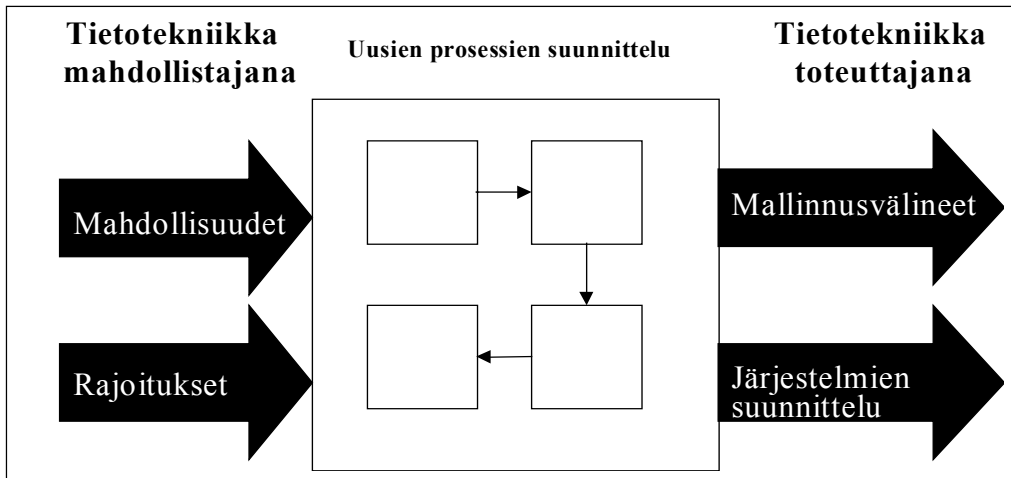 Tietotekniikka
mahdollistajana
Uusien prosessien suunnittelu
Tietotekniikka
toteuttajana
Mahdollisuudet
Rajoitukset
Mallinnusvälineet
Järjestelmien
suunnittelu